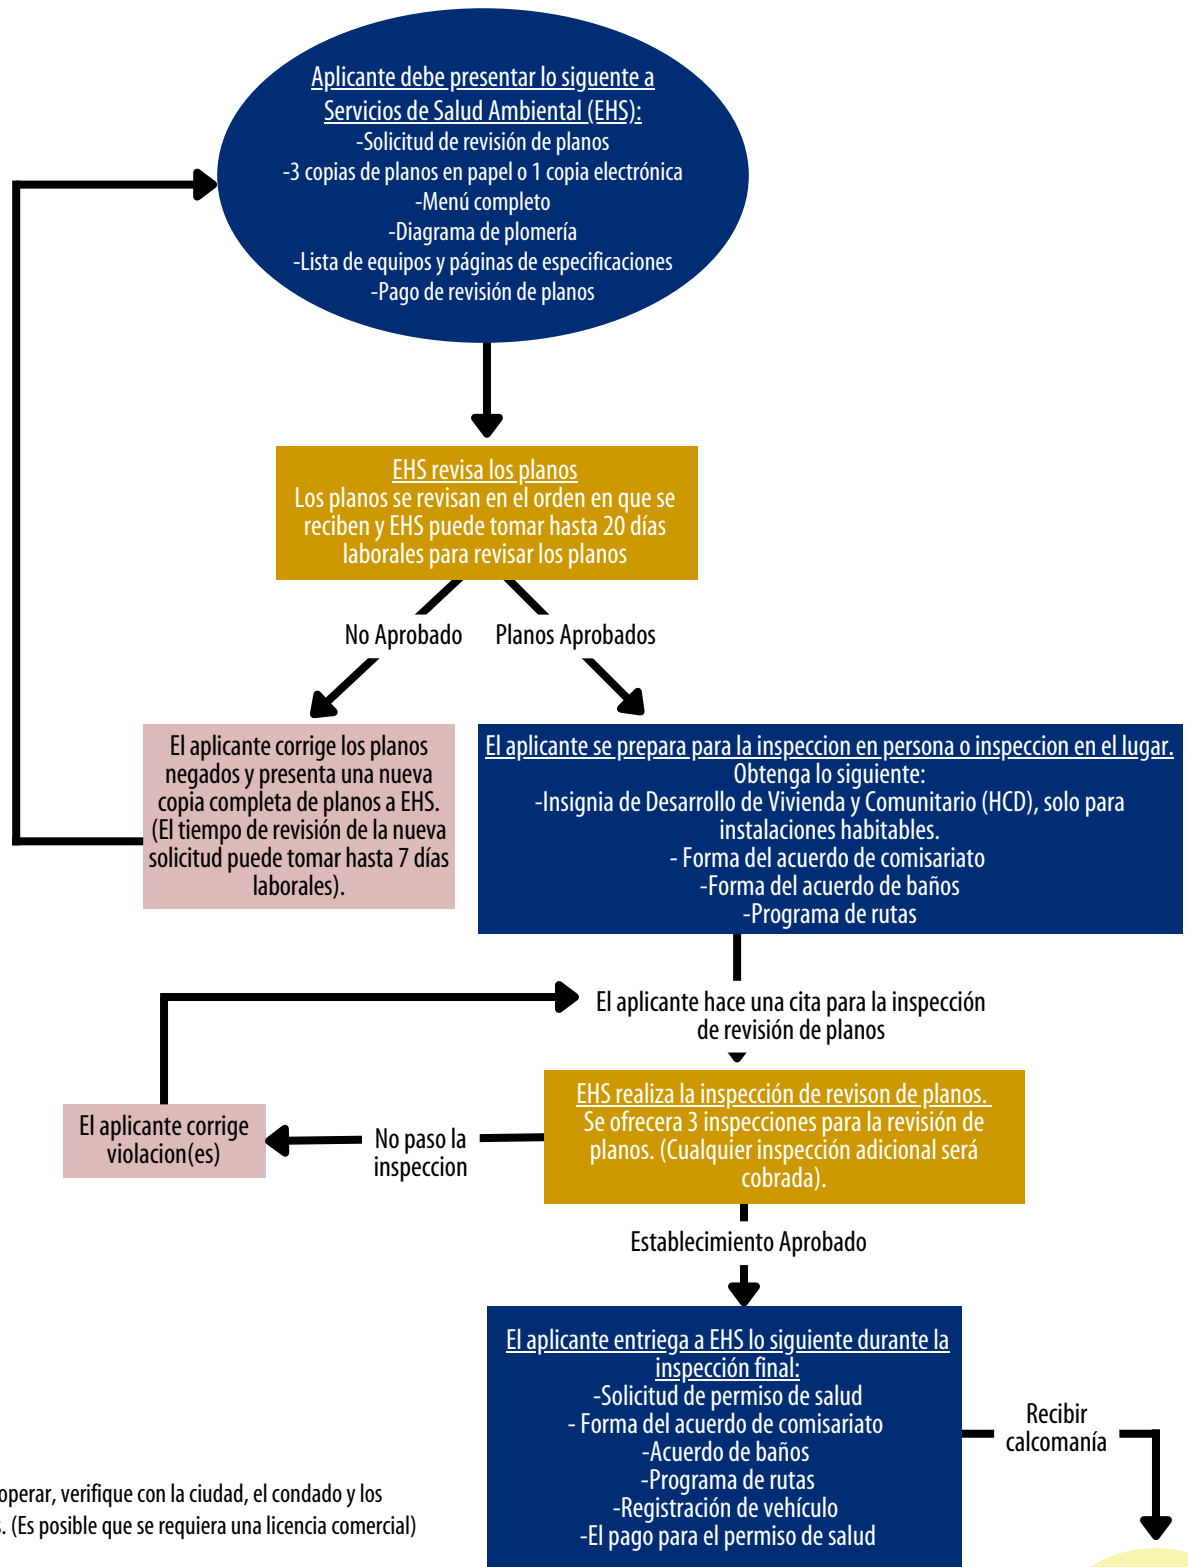 Aplicante debe presentar lo siguente a
Servicios de Salud Ambiental (EHS):
-Solicitud de revisión de planos
-3 copias de planos en papel o 1 copia electrónica
-Menú completo
-Diagrama de plomería
-Lista de equipos y páginas de especificaciones
-Pago de revisión de planos
EHS revisa los planos
Los planos se revisan en el orden en que se
reciben y EHS puede tomar hasta 20 días
laborales para revisar los planos
No Aprobado
Planos Aprobados
El aplicante corrige los planos
negados y presenta una nueva
copia completa de planos a EHS.
(El tiempo de revisión de la nueva
solicitud puede tomar hasta 7 días
laborales).
El aplicante se prepara para la inspeccion en persona o inspeccion en el lugar.
Obtenga lo siguiente:
-Insignia de Desarrollo de Vivienda y Comunitario (HCD), solo para
instalaciones habitables.
- Forma del acuerdo de comisariato
-Forma del acuerdo de baños
-Programa de rutas
El aplicante hace una cita para la inspección
de revisión de planos
EHS realiza la inspección de revison de planos.
Se ofrecera 3 inspecciones para la revisión de
planos. (Cualquier inspección adicional será
cobrada).
No paso la
inspeccion
El aplicante corrige
violacion(es)
Establecimiento Aprobado
El aplicante entriega a EHS lo siguiente durante la
inspección final:
-Solicitud de permiso de salud
- Forma del acuerdo de comisariato
-Acuerdo de baños
-Programa de rutas
-Registración de vehículo
-El pago para el permiso de salud
Recibir
calcomanía
operar, verifique con la ciudad, el condado y los
. (Es posible que se requiera una licencia comercial)